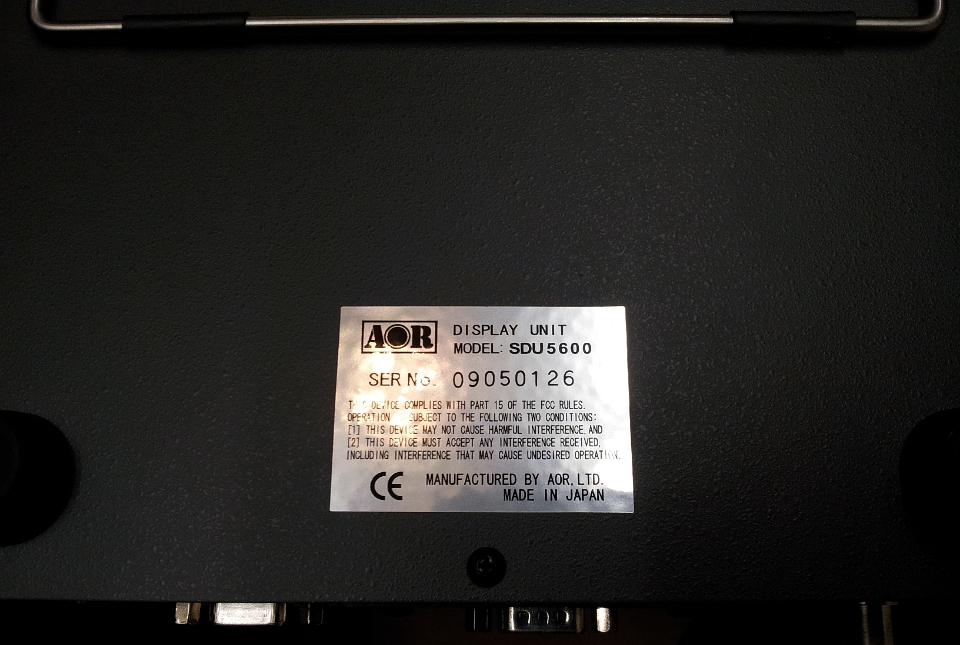 AOR
DISPLAY UNIT
MODEL: SDU5600
SER No. 09050126
THIS DEVICE COMPLIES WITH PART 15 OF THE FCC RULES.
OPERATION IS SUBJECT TO THE FOLLOWING TWO CONDITIONS:
[1] THIS DEVICE MAY NOT CAUSE HARMFUL INTERFERENCE, AND
[2] THIS DEVICE MUST ACCEPT ANY INTERFERENCE RECEIVED,
INCLUDING INTERFERENCE THAT MAY CAUSE UNDESIRED OPERATION.
CE MANUFACTURED BY AOR, LTD.
MADE IN JAPAN